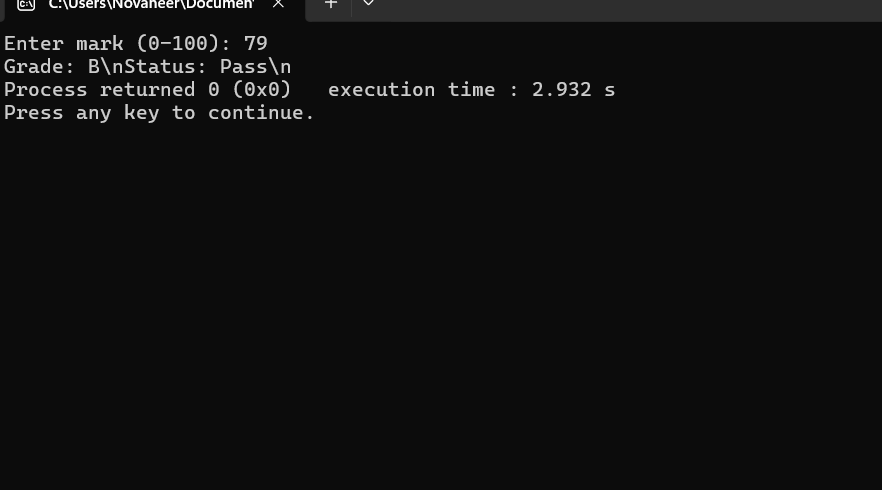 C:\Users\Novaneer\Documen
Enter mark (0-100): 79
Grade: B\nStatus: Pass\n
Process returned 0 (0x0)   execution time : 2.932 s
Press any key to continue.